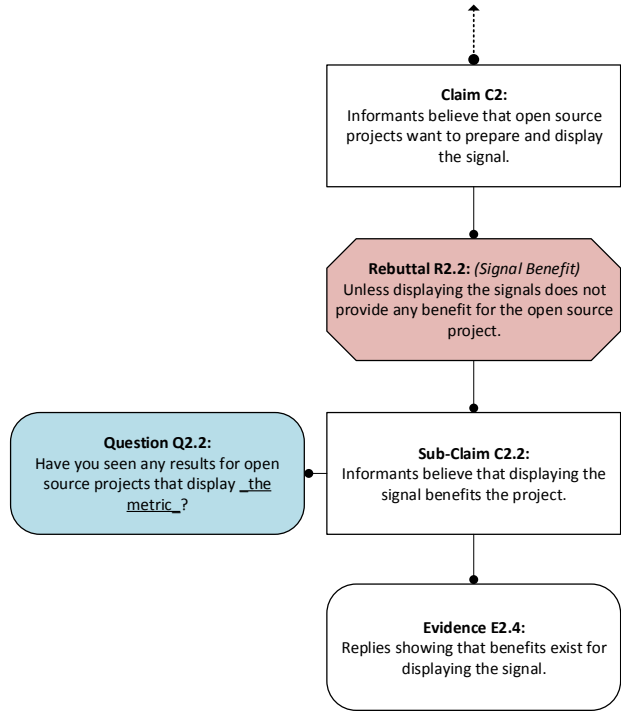 Claim C2:
Informants believe that open source
projects want to prepare and display
the signal.
Rebuttal R2.2: (Signal Benefit)
Unless displaying the signals does not
provide any benefit for the open source
project.
Question Q2.2:
Have you seen any results for open
source projects that display _the
metric_?
Sub-Claim C2.2:
Informants believe that displaying the
signal benefits the project.
Evidence E2.4:
Replies showing that benefits exist for
displaying the signal.